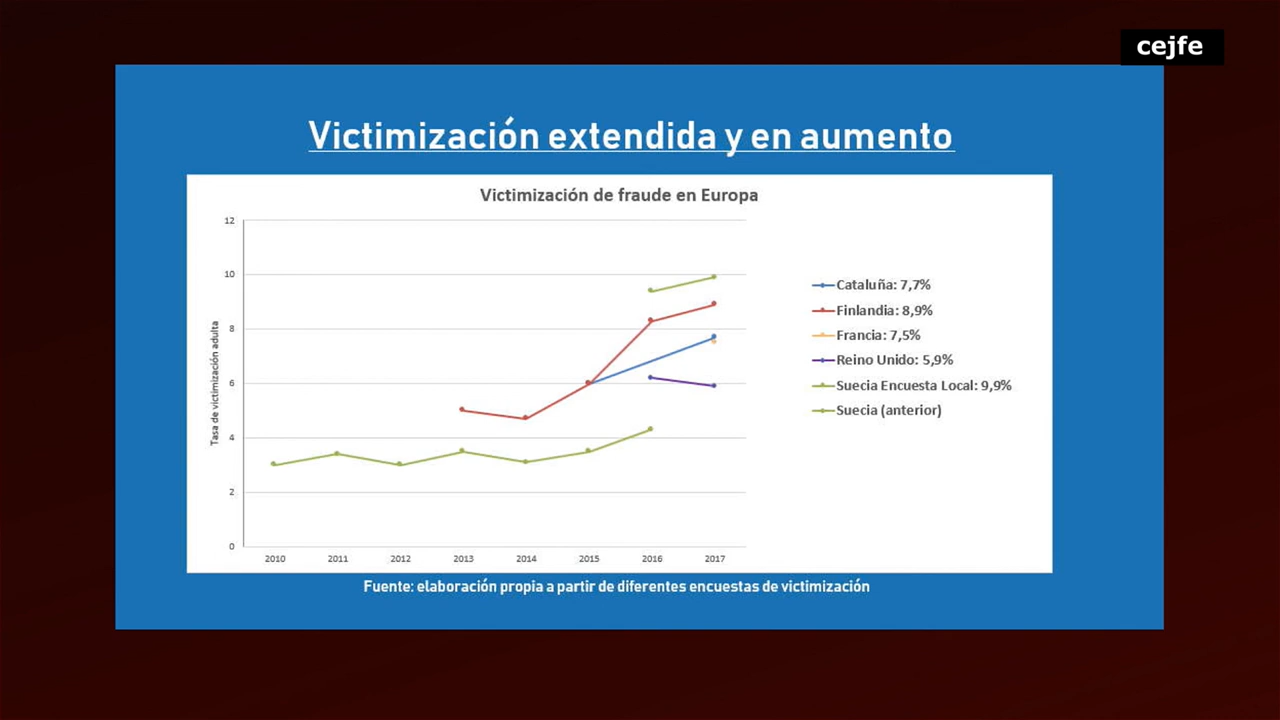 cejfe
Victimización extendida y en aumento
Victimización de fraude en Europa
Tasa de victimización adulta
12
10
8
6
4
2
0
2010 2011 2012 2013 2014 2015 2016 2017
Cataluña: 7,7%
Finlandia: 8,9%
Francia: 7,5%
Reino Unido: 5,9%
Suecia Encuesta Local: 9,9%
Suecia (anterior)
Fuente: elaboración propia a partir de diferentes encuestas de victimización